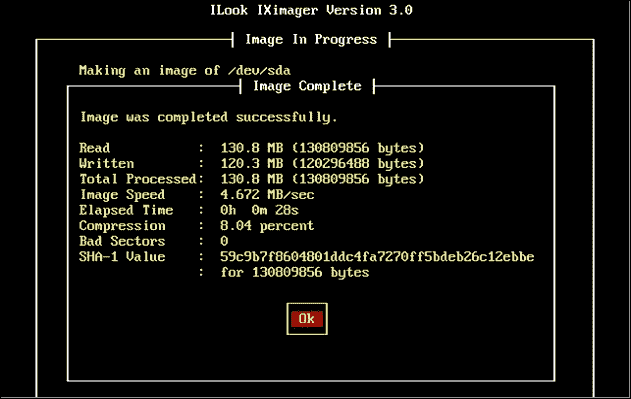 ILook IXimager Version 3.0
Image In Progress
Making an image of /dev/sda
Image Complete
Image was completed successfully.
Read : 130.8 MB (130809856 bytes)
Written : 120.3 MB (120296488 bytes)
Total Processed: 130.8 MB (130809856 bytes)
Image Speed : 4.672 MB/sec
Elapsed Time : 0h 0m 28s
Compression : 8.04 percent
Bad Sectors : 0
SHA-1 Value : 59c9b7f8604801ddc4fa7270ff5bdeb26c12ebbe
: for 130809856 bytes
Ok